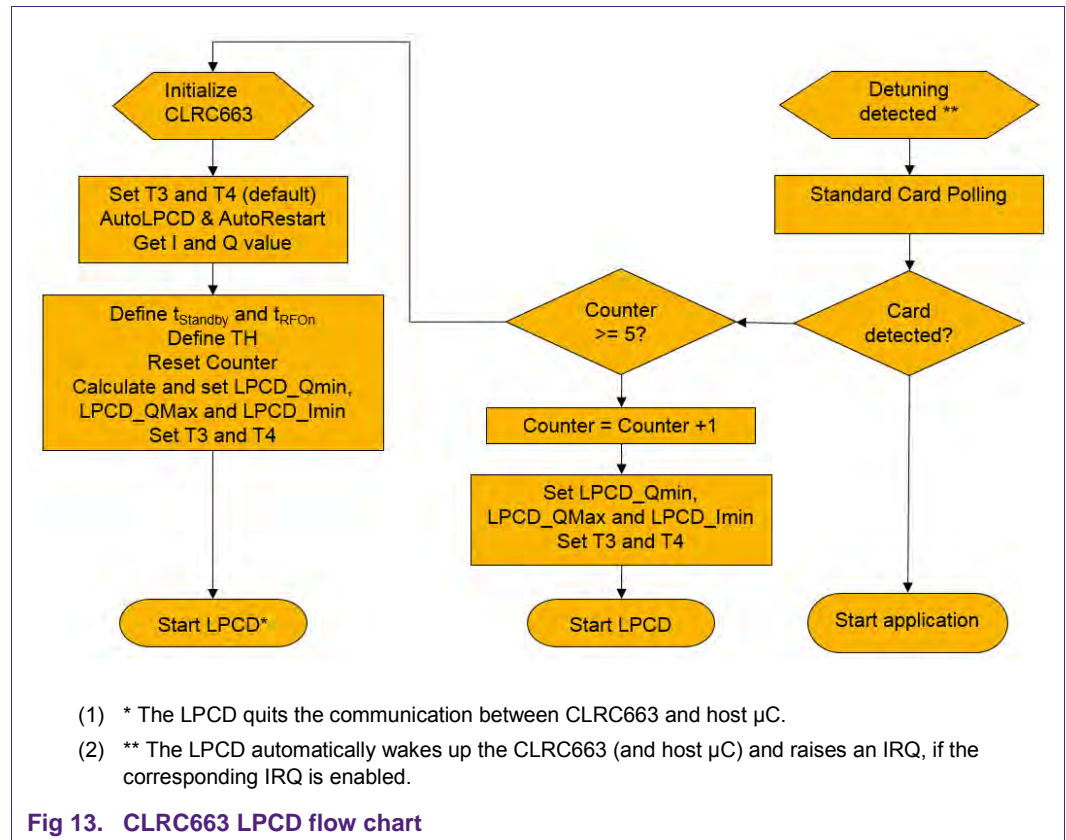 Initialize
CLRC663
Set T3 and T4 (default)
AutoLPCD & AutoRestart
Get I and Q value
Define tStandby and tRFOn
Define TH
Reset Counter
Calculate and set LPCD_Qmin,
LPCD_QMax and LPCD_Imin
Set T3 and T4
Start LPCD*
Counter
>= 5?
Counter = Counter +1
Set LPCD_Qmin,
LPCD_QMax and LPCD_Imin
Set T3 and T4
Start LPCD
Detuning
detected **
Standard Card Polling
Card
detected?
Start application
(1) * The LPCD quits the communication between CLRC663 and host µC.
(2) ** The LPCD automatically wakes up the CLRC663 (and host µC) and raises an IRQ, if the
corresponding IRQ is enabled.
Fig 13. CLRC663 LPCD flow chart